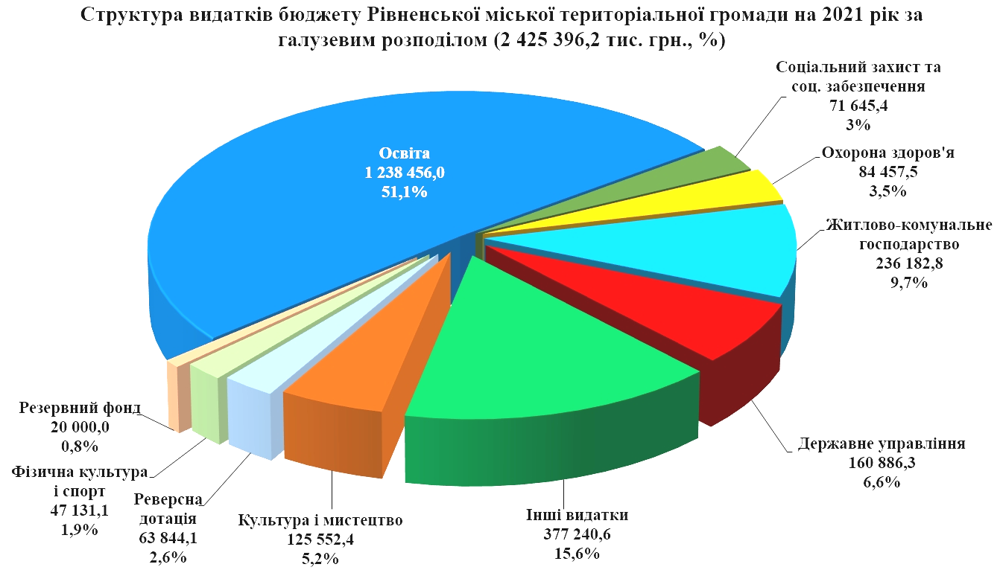 Структура видатків бюджету Рівненської міської територіальної громади на 2021 рік за
галузевим розподілом (2 425 396,2 тис. грн., %)
Соціальний захист та
соц. забезпечення
71 645,4
3%
Освіта
1 238 456,0
51,1%
Охорона здоров'я
84 457,5
3,5%
Житлово-комунальне
господарство
236 182,8
9,7%
Державне управління
160 886,3
6,6%
Інші видатки
377 240,6
15,6%
Культура і мистецтво
125 552,4
5,2%
Реверсна
дотація
63 844,1
2,6%
Фізична культура
і спорт
47 131,1
1,9%
Резервний фонд
20 000,0
0,8%